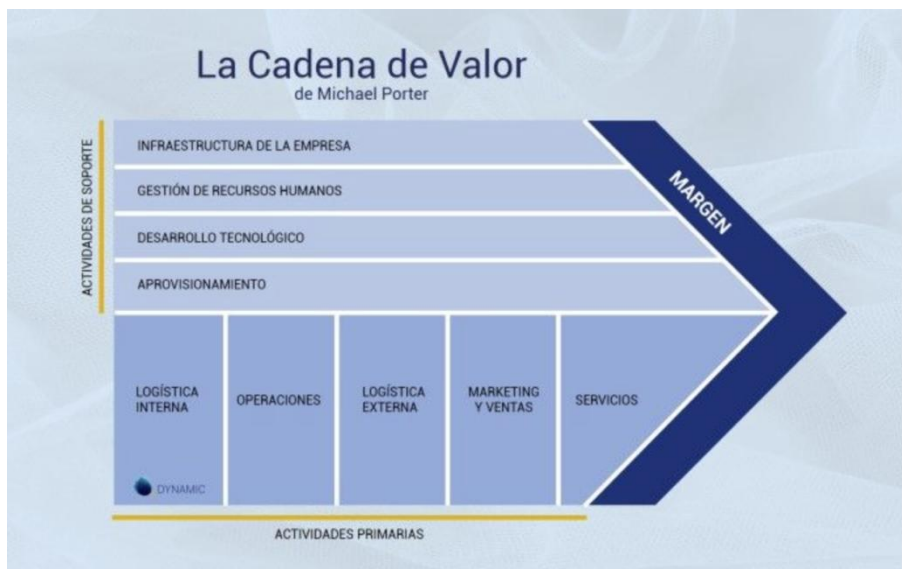 La Cadena de Valor
de Michael Porter
ACTIVIDADES DE SOPORTE
INFRAESTRUCTURA DE LA EMPRESA
GESTIÓN DE RECURSOS HUMANOS
DESARROLLO TECNOLÓGICO
APROVISIONAMIENTO
MARGEN
LOGÍSTICA
INTERNA
OPERACIONES
LOGÍSTICA
EXTERNA
MARKETING
Y VENTAS
SERVICIOS
DYNAMIC
ACTIVIDADES PRIMARIAS